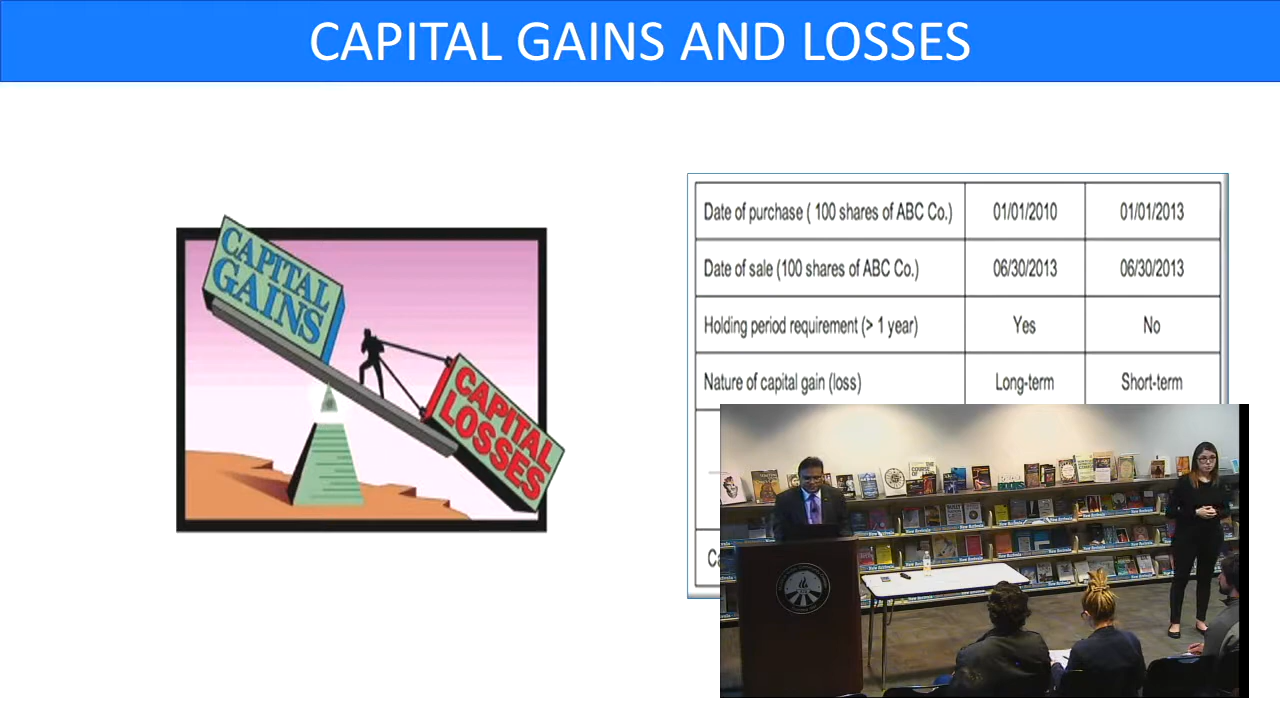 CAPITAL GAINS AND LOSSES
CAPITAL
GAINS
CAPITAL
LOSSES
Date of purchase ( 100 shares of ABC Co.) 01/01/2010 01/01/2013
Date of sale (100 shares of ABC Co.) 06/30/2013 06/30/2013
Holding period requirement (> 1 year) Yes No
Nature of capital gain (loss) Long-term Short-term